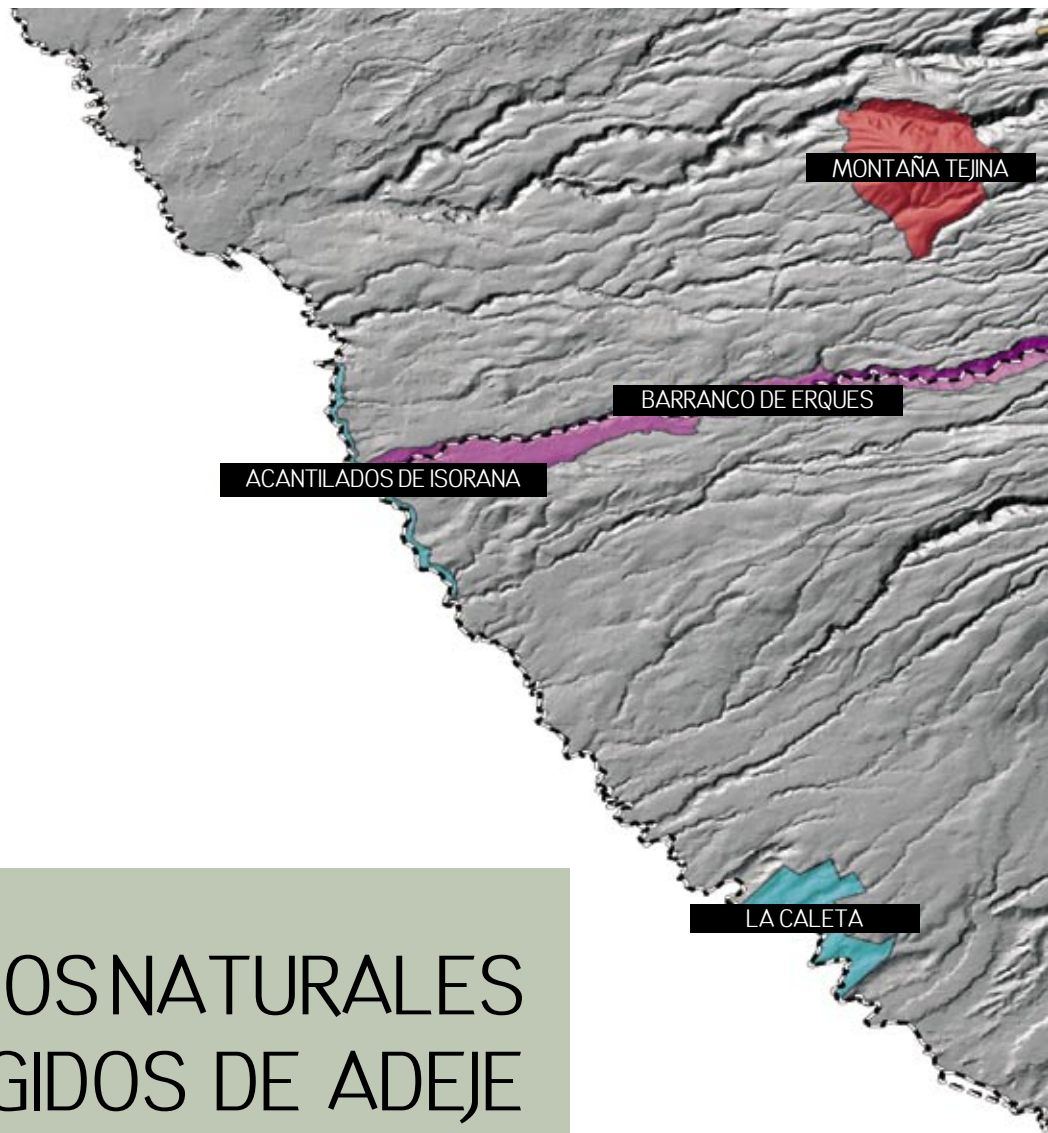 MONTAÑA TEJINA
BARRANCO DE ERQUES
ACANTILADOS DE ISORANA
LA CALETA
OS NATURALES
GIDOS DE ADEJE